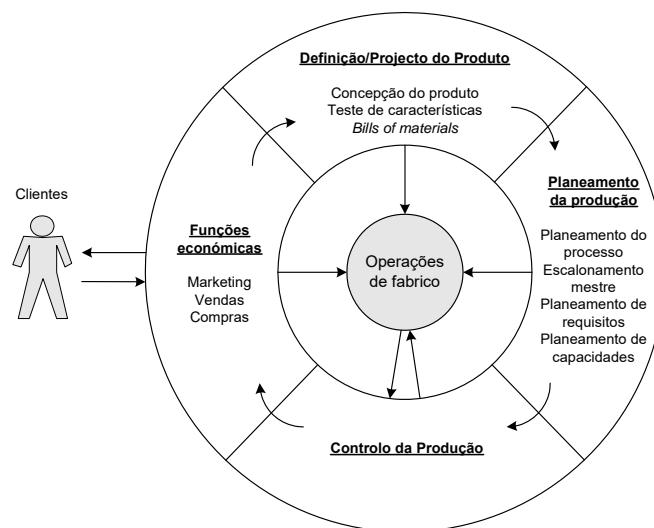 Definição/Projecto do Produto
Concepção do produto
Teste de características
Bills of materials
Clientes
Funções
económicas
Marketing
Vendas
Compras
Operações
de fabrico
Planeamento
da produção
Planeamento do
processo
Escalonamento
mestre
Planeamento de
requisitos
Planeamento de
capacidades
Controlo da Produção